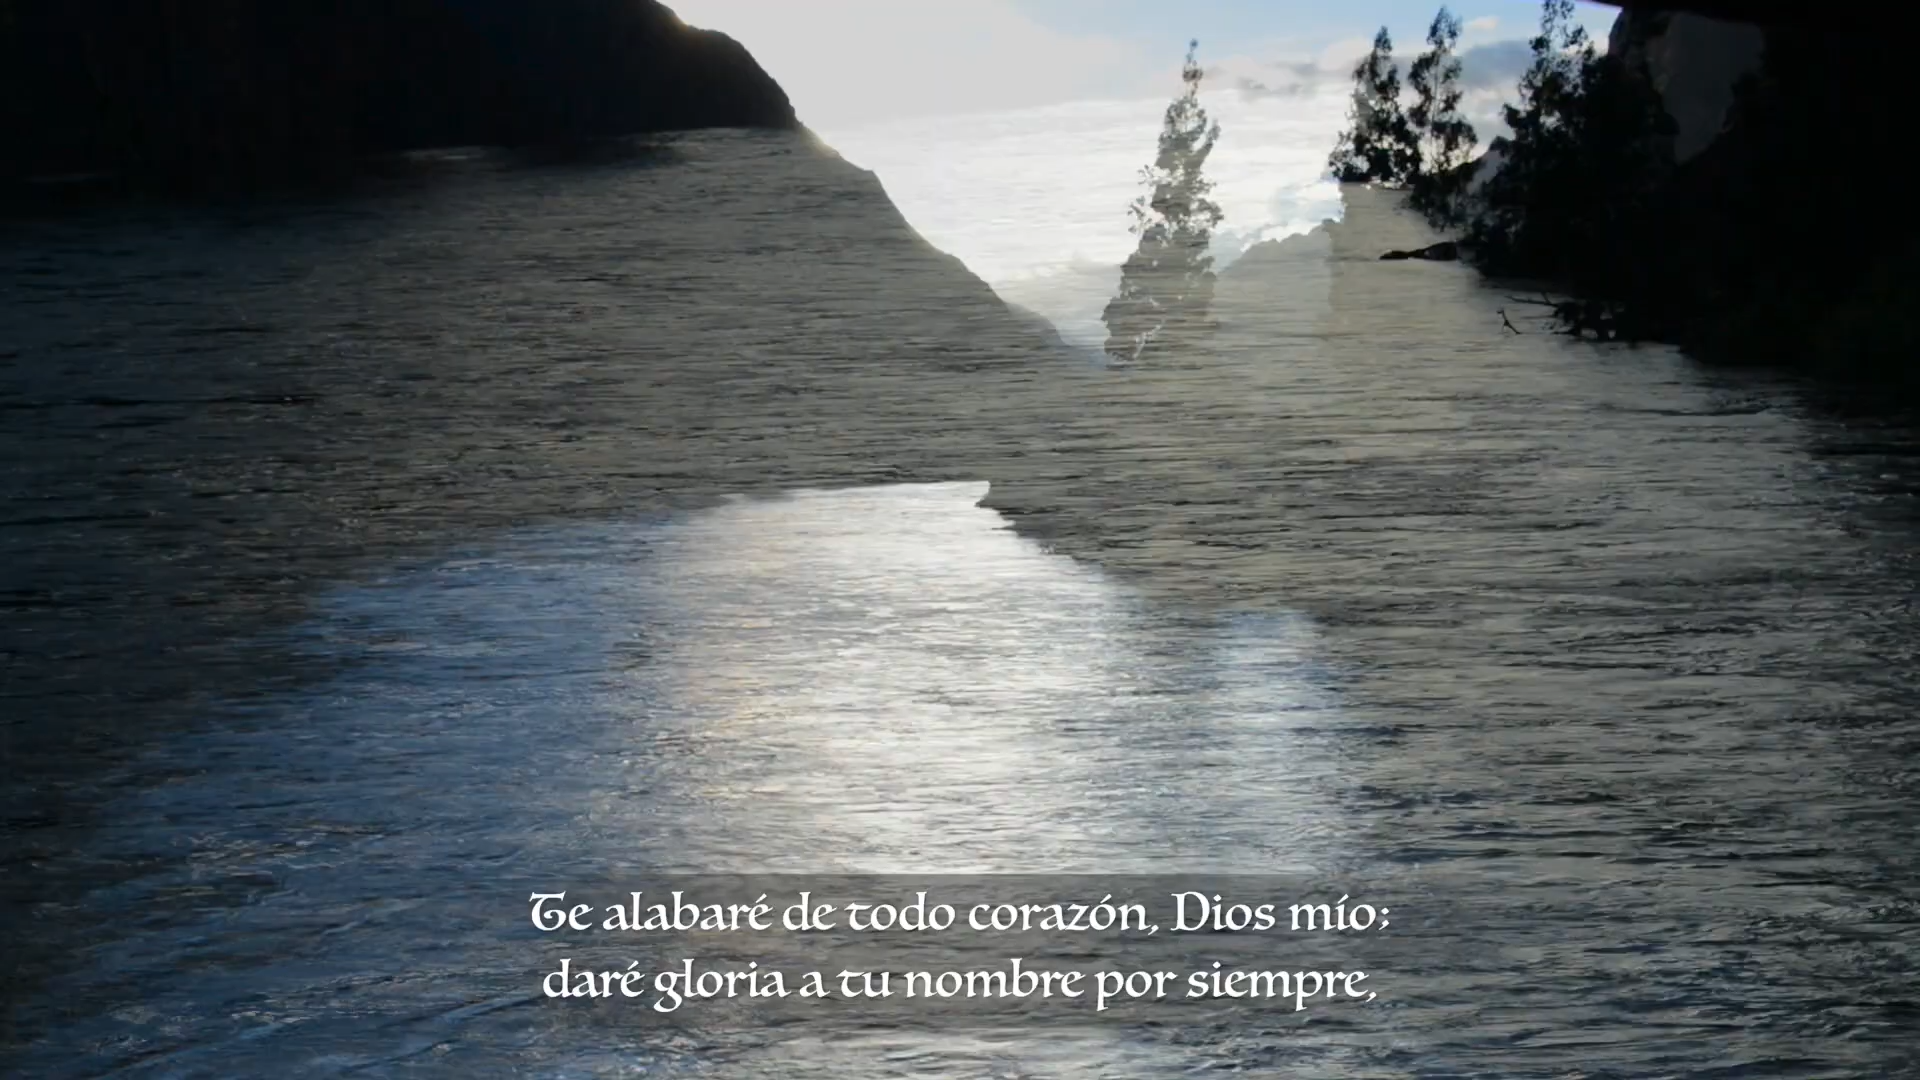 Te alabaré de todo corazón, Dios mío;
daré gloria a tu nombre por siempre,